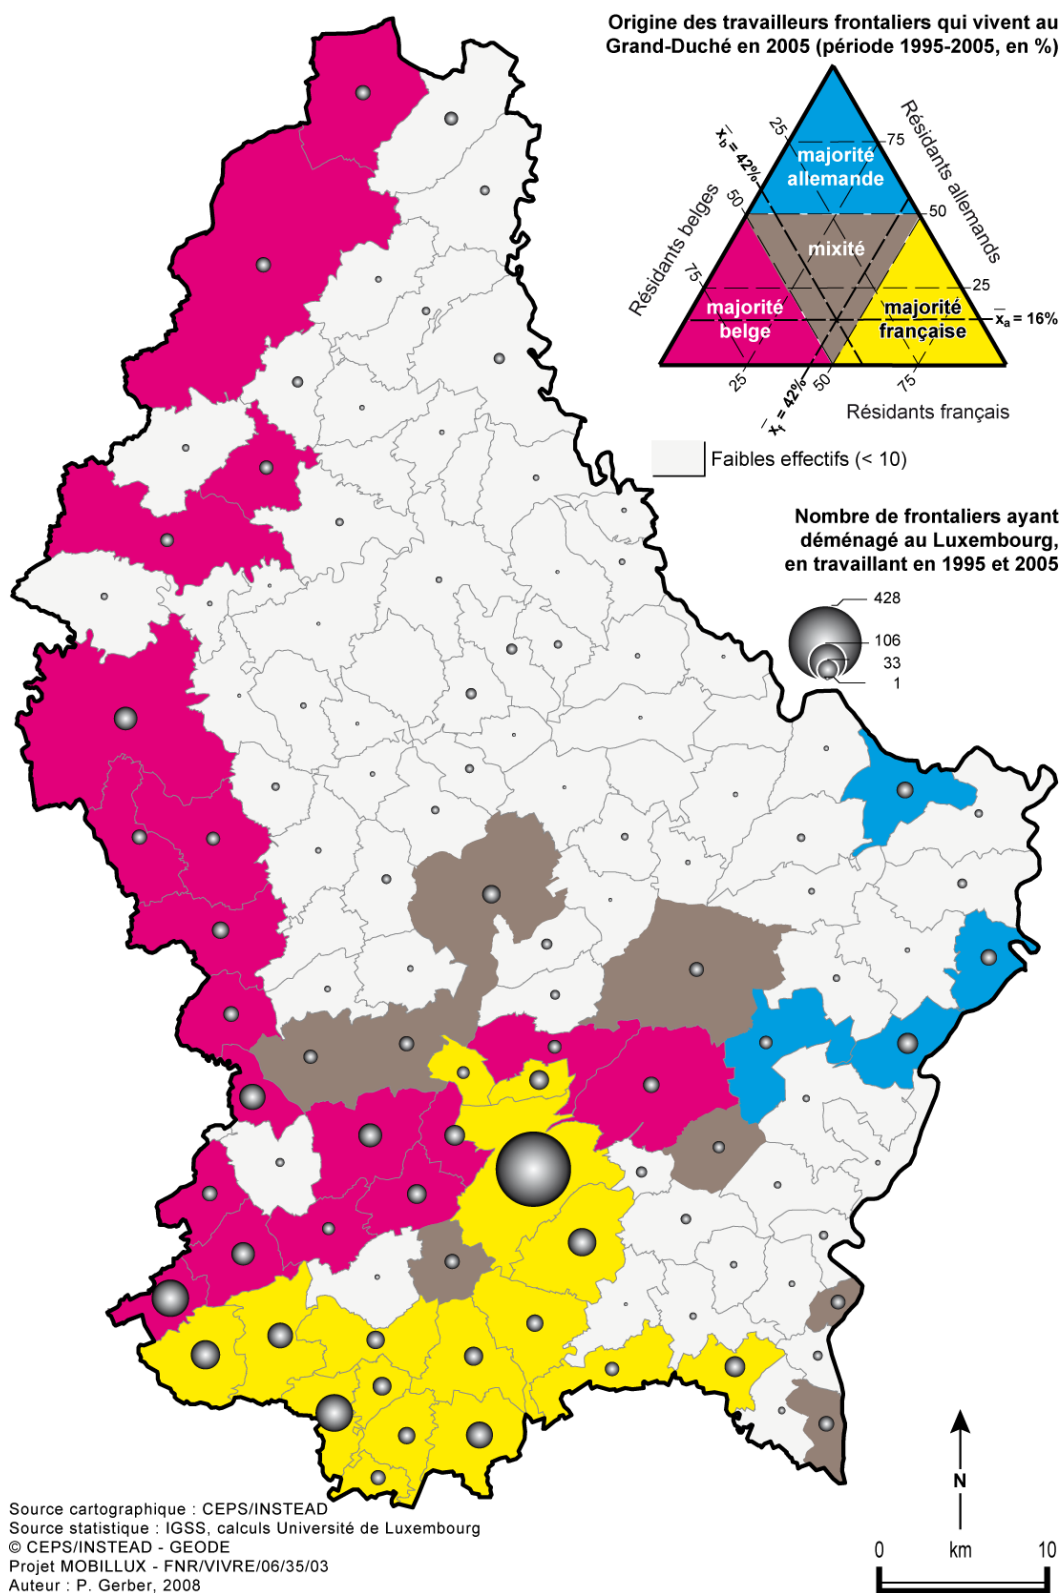 Origine des travailleurs frontaliers qui vivent au
Grand-Duché en 2005 (période 1995-2005, en %)
Résidants belges
Résidants allemands
Résidants français
majorité
allemande
mixité
majorité
belge
majorité
française
25
50
75
75
50
25
25
50
75
x̄b = 42%
x̄a = 16%
x̄f = 42%
Faibles effectifs (< 10)
Nombre de frontaliers ayant
déménagé au Luxembourg,
en travaillant en 1995 et 2005
428
106
33
1
N
0 km 10
Source cartographique : CEPS/INSTEAD
Source statistique : IGSS, calculs Université de Luxembourg
© CEPS/INSTEAD - GEODE
Projet MOBILLUX - FNR/VIVRE/06/35/03
Auteur : P. Gerber, 2008